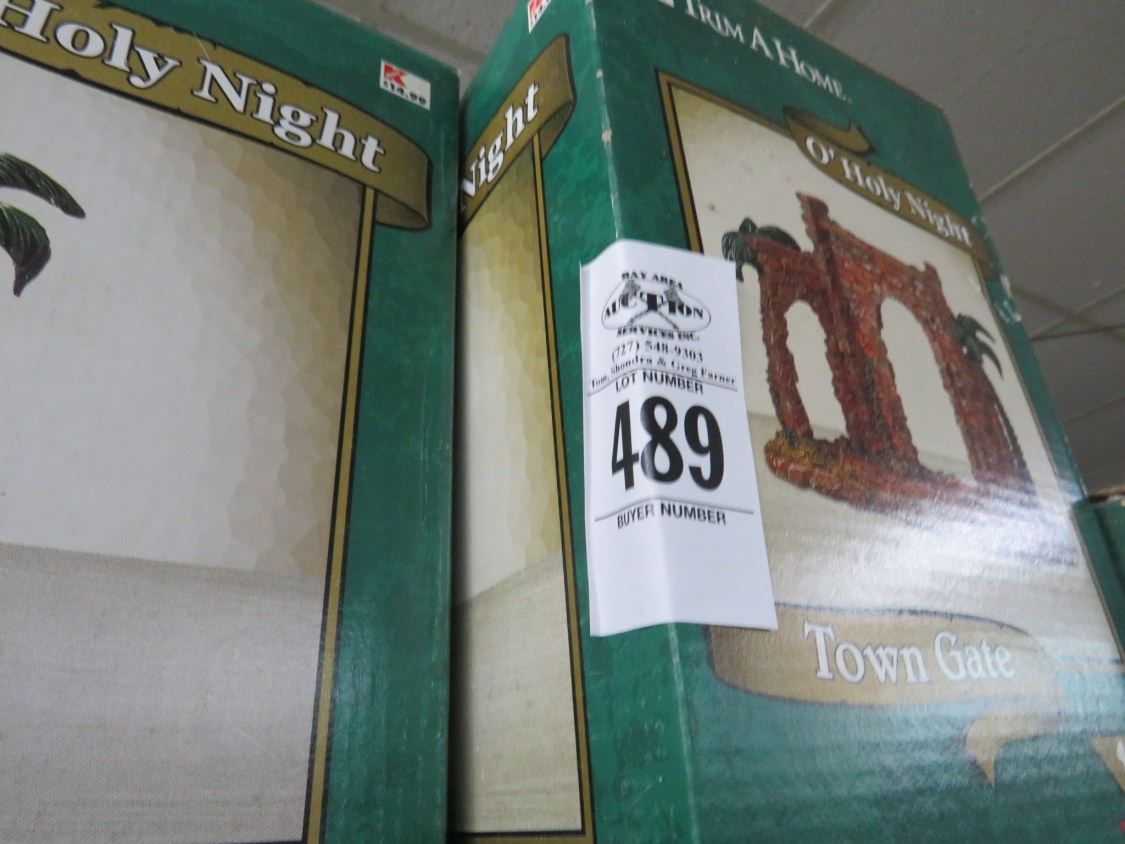 Holy Night
K
$14.99
Night
TRIM A HOME
O' Holy Night
BAY AREA
AUCTION
SERVICES INC.
(727) 548-9303
Tom, Shondra & Greg Farner
LOT NUMBER
489
BUYER NUMBER
Town Gate